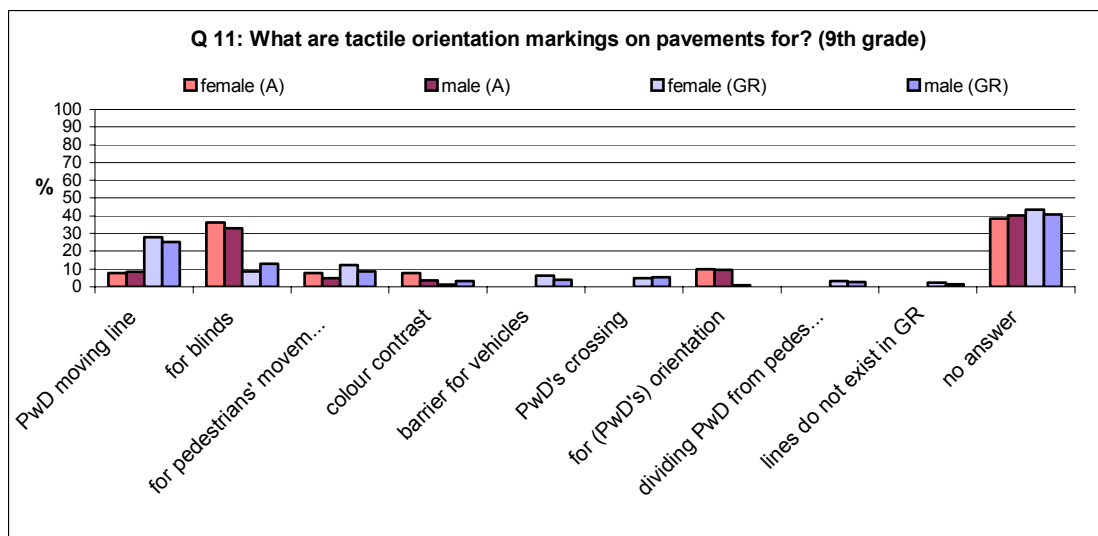 Q 11: What are tactile orientation markings on pavements for? (9th grade)
female (A) male (A) female (GR) male (GR)
100
90
80
70
60
50
40
30
20
10
0
%
PwD moving line
for blinds
for pedestrians' movem...
colour contrast
barrier for vehicles
PwD's crossing
for (PwD's) orientation
dividing PwD from pedes...
lines do not exist in GR
no answer